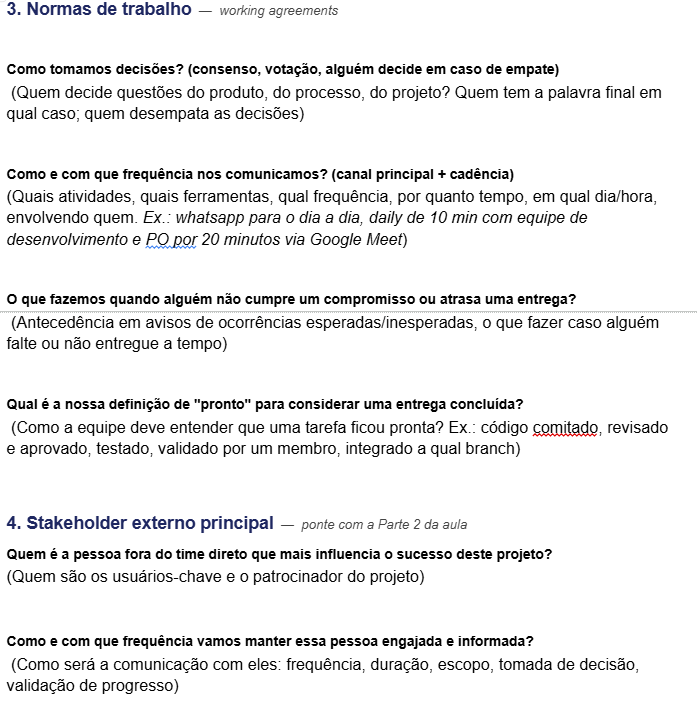 3. Normas de trabalho — working agreements
Como tomamos decisões? (consenso, votação, alguém decide em caso de empate)
(Quem decide questões do produto, do processo, do projeto? Quem tem a palavra final em
qual caso; quem desempata as decisões)
Como e com que frequência nos comunicamos? (canal principal + cadência)
(Quais atividades, quais ferramentas, qual frequência, por quanto tempo, em qual dia/hora,
envolvendo quem. Ex.: whatsapp para o dia a dia, daily de 10 min com equipe de
desenvolvimento e PO por 20 minutos via Google Meet)
O que fazemos quando alguém não cumpre um compromisso ou atrasa uma entrega?
(Antecedência em avisos de ocorrências esperadas/inesperadas, o que fazer caso alguém
falte ou não entregue a tempo)
Qual é a nossa definição de "pronto" para considerar uma entrega concluída?
(Como a equipe deve entender que uma tarefa ficou pronta? Ex.: código comitado, revisado
e aprovado, testado, validado por um membro, integrado a qual branch)
4. Stakeholder externo principal — ponte com a Parte 2 da aula
Quem é a pessoa fora do time direto que mais influencia o sucesso deste projeto?
(Quem são os usuários-chave e o patrocinador do projeto)
Como e com que frequência vamos manter essa pessoa engajada e informada?
(Como será a comunicação com eles: frequência, duração, escopo, tomada de decisão,
validação de progresso)